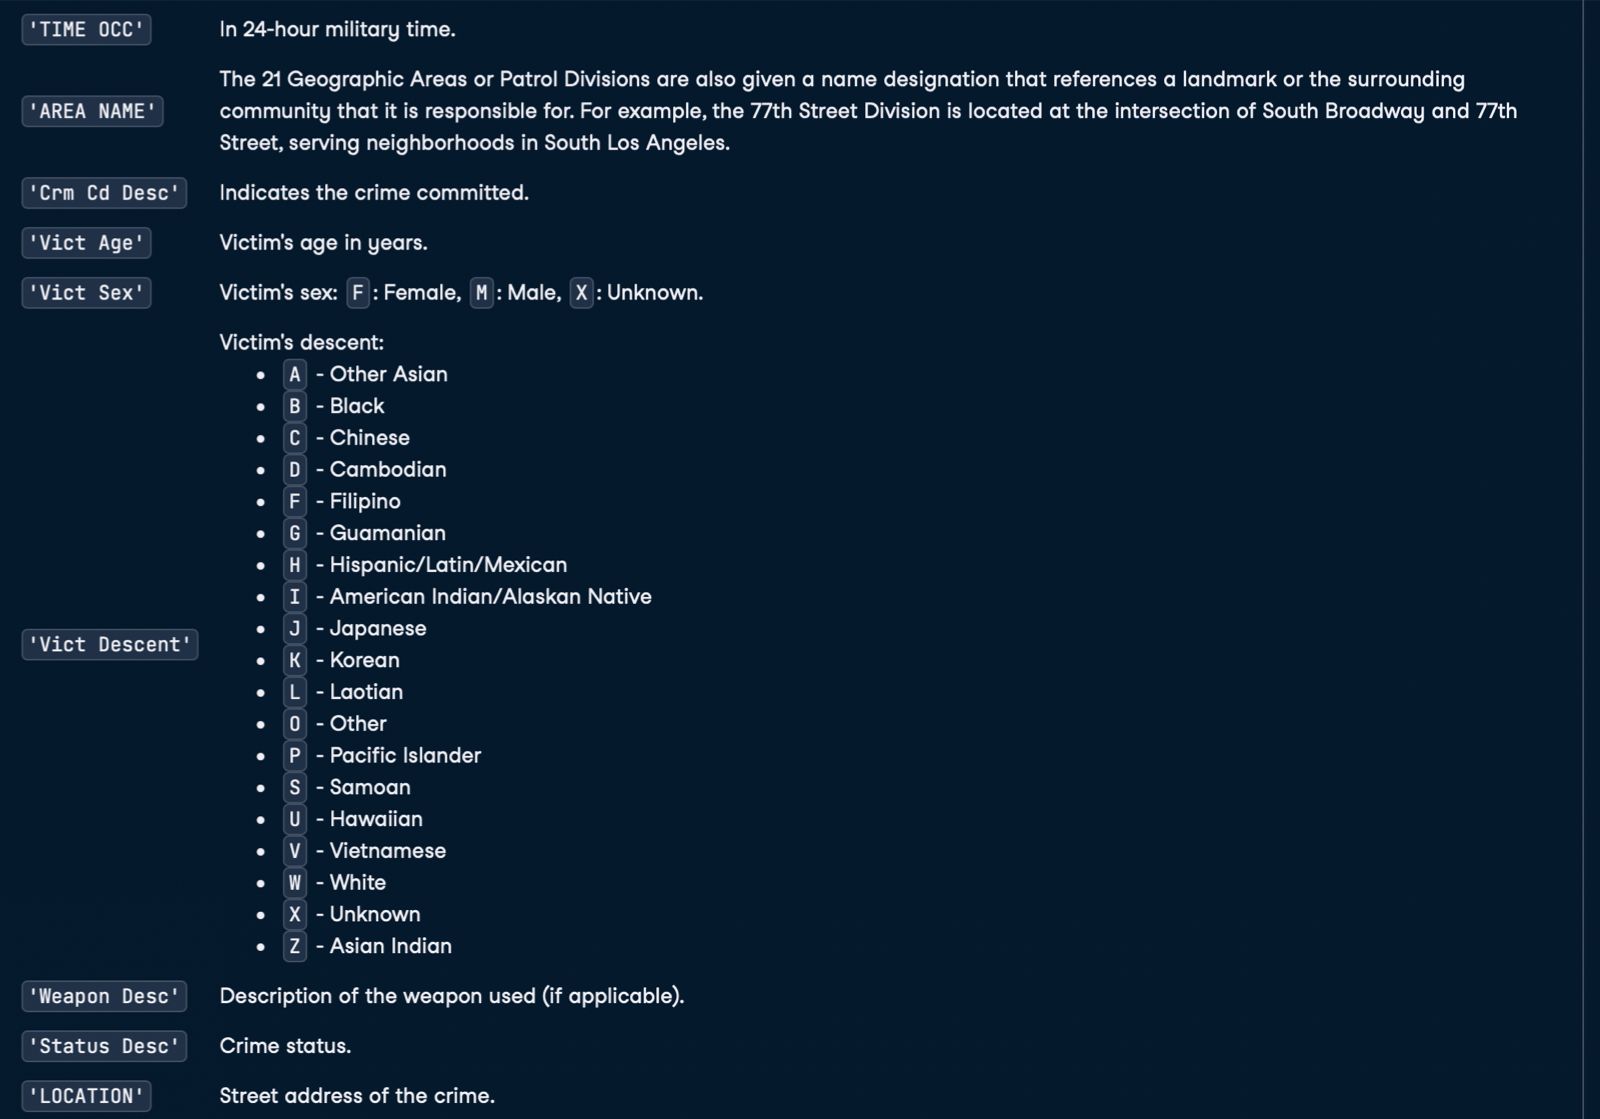 'TIME OCC' In 24-hour military time.
The 21 Geographic Areas or Patrol Divisions are also given a name designation that references a landmark or the surrounding
'AREA NAME' community that it is responsible for. For example, the 77th Street Division is located at the intersection of South Broadway and 77th
Street, serving neighborhoods in South Los Angeles.
'Crm Cd Desc' Indicates the crime committed.
'Vict Age' Victim's age in years.
'Vict Sex' Victim's sex: F : Female, M : Male, X : Unknown.
Victim's descent:
• A - Other Asian
• B - Black
• C - Chinese
• D - Cambodian
• F - Filipino
• G - Guamanian
• H - Hispanic/Latin/Mexican
• I - American Indian/Alaskan Native
• J - Japanese
'Vict Descent'
• K - Korean
• L - Laotian
• O - Other
• P - Pacific Islander
• S - Samoan
• U - Hawaiian
• V - Vietnamese
• W - White
• X - Unknown
• Z - Asian Indian
'Weapon Desc' Description of the weapon used (if applicable).
'Status Desc' Crime status.
'LOCATION' Street address of the crime.